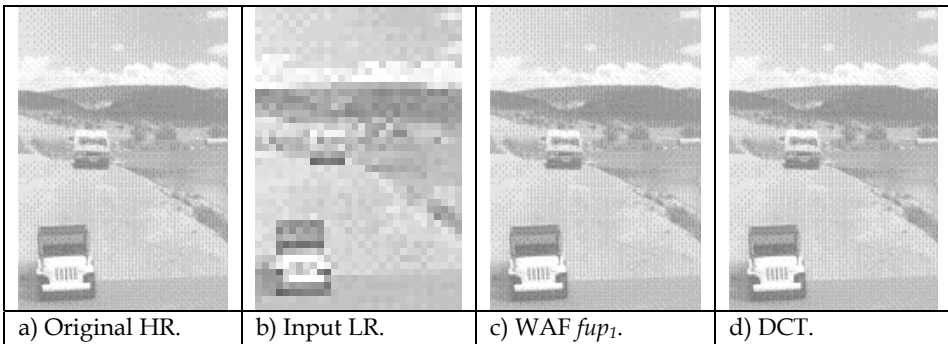 a) Original HR.
b) Input LR.
c) WAF fup₁.
d) DCT.